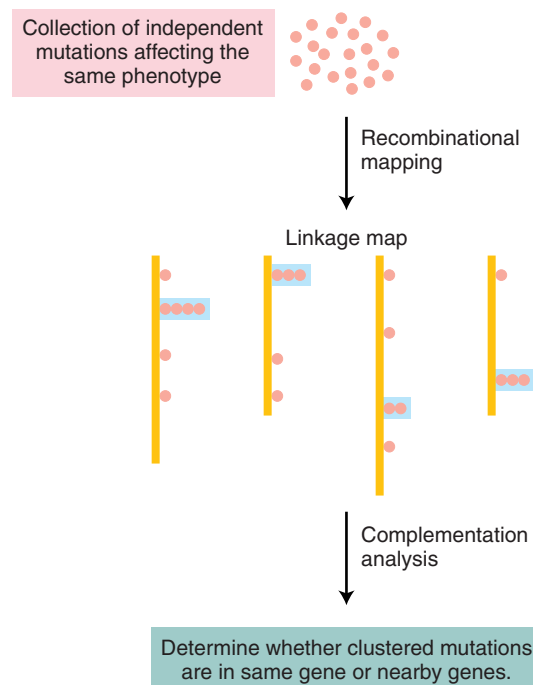 Collection of independent
mutations affecting the
same phenotype
Recombinational
mapping
Linkage map
Complementation
analysis
Determine whether clustered mutations
are in same gene or nearby genes.